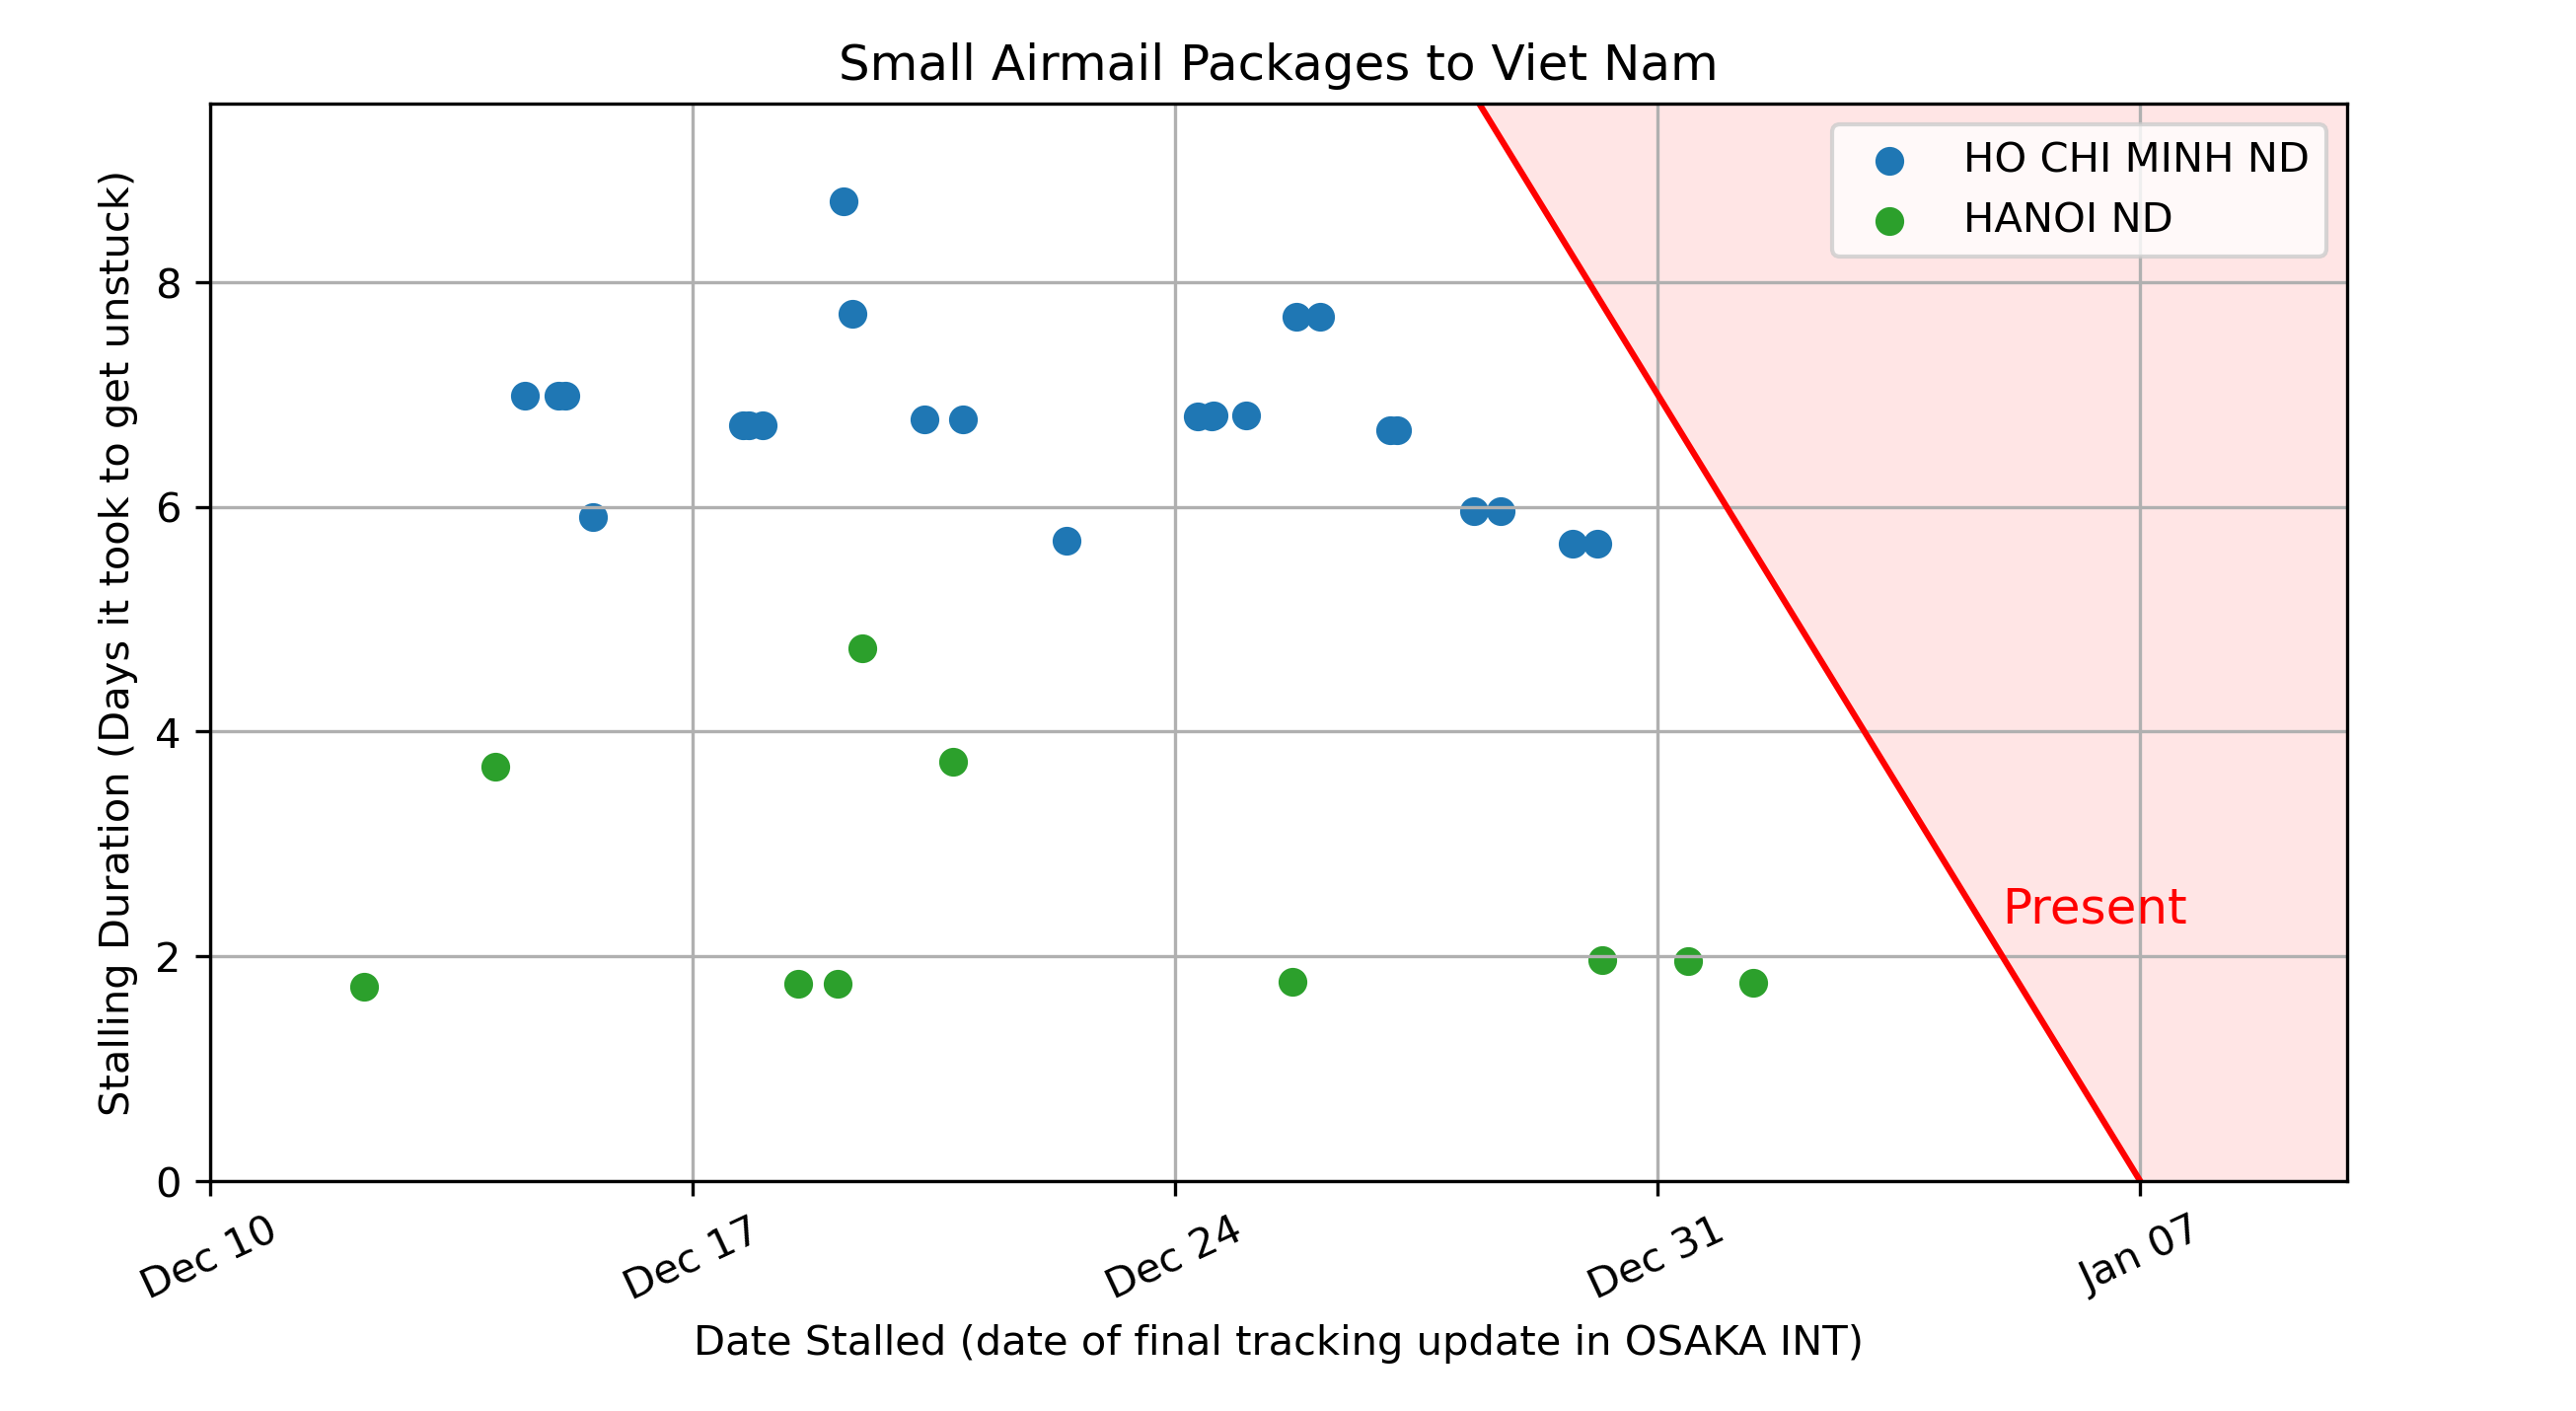 Small Airmail Packages to Viet Nam
HO CHI MINH ND
HANOI ND
Stalling Duration (Days it took to get unstuck)
8
6
4
2
0
Present
Dec 10
Dec 17
Dec 24
Dec 31
Jan 07
Date Stalled (date of final tracking update in OSAKA INT)